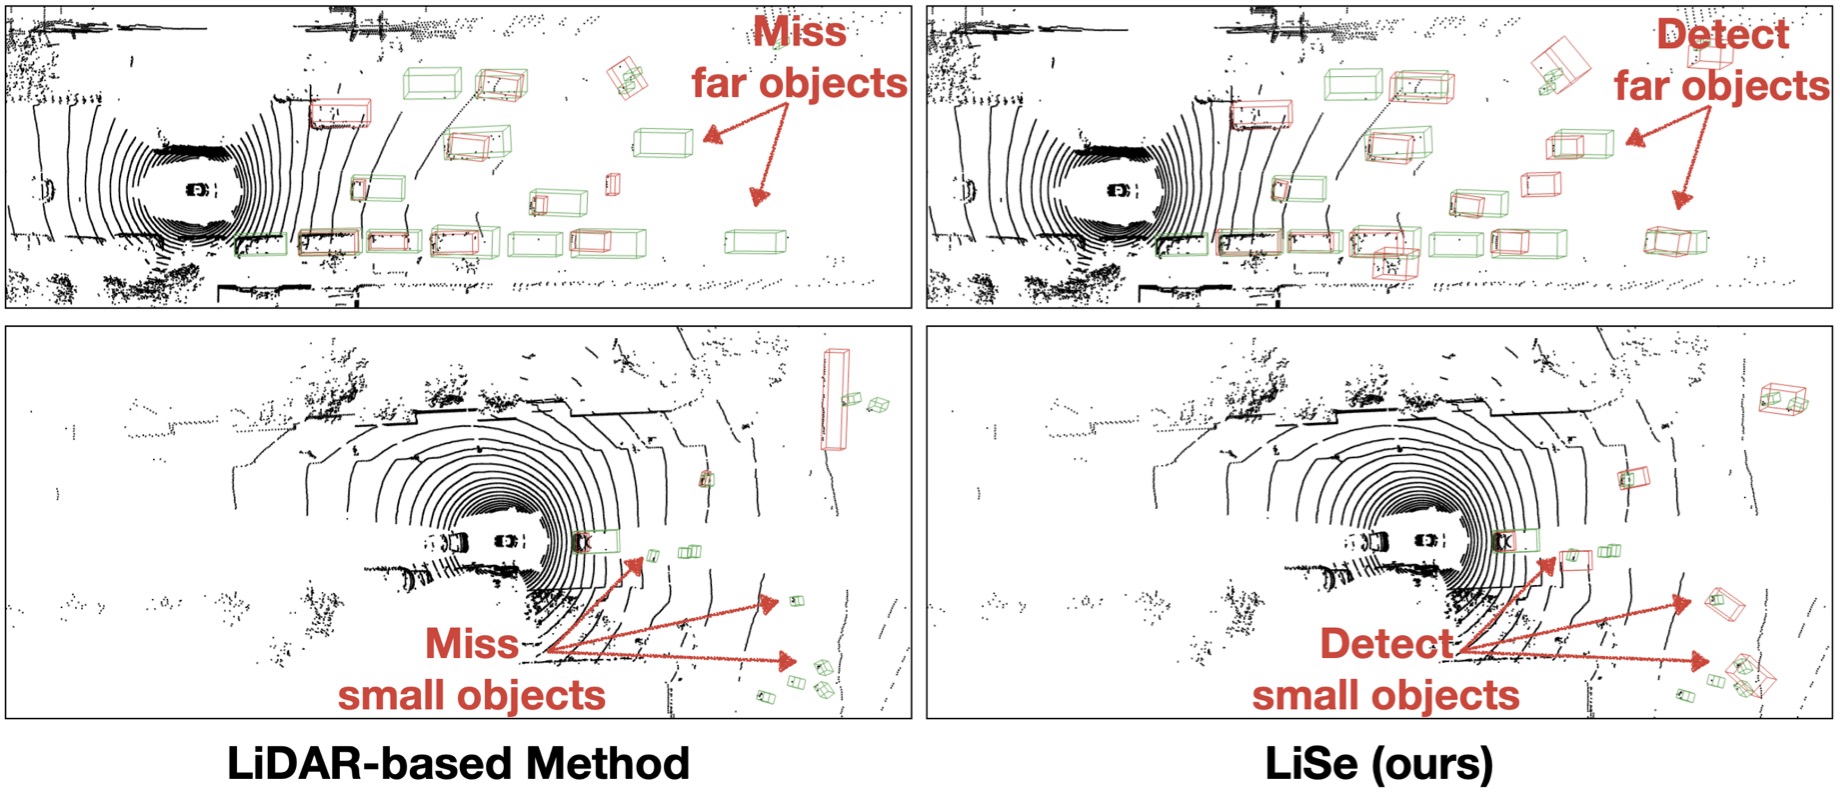 Miss
far objects
Detect
far objects
Miss
small objects
Detect
small objects
LiDAR-based Method
LiSe (ours)